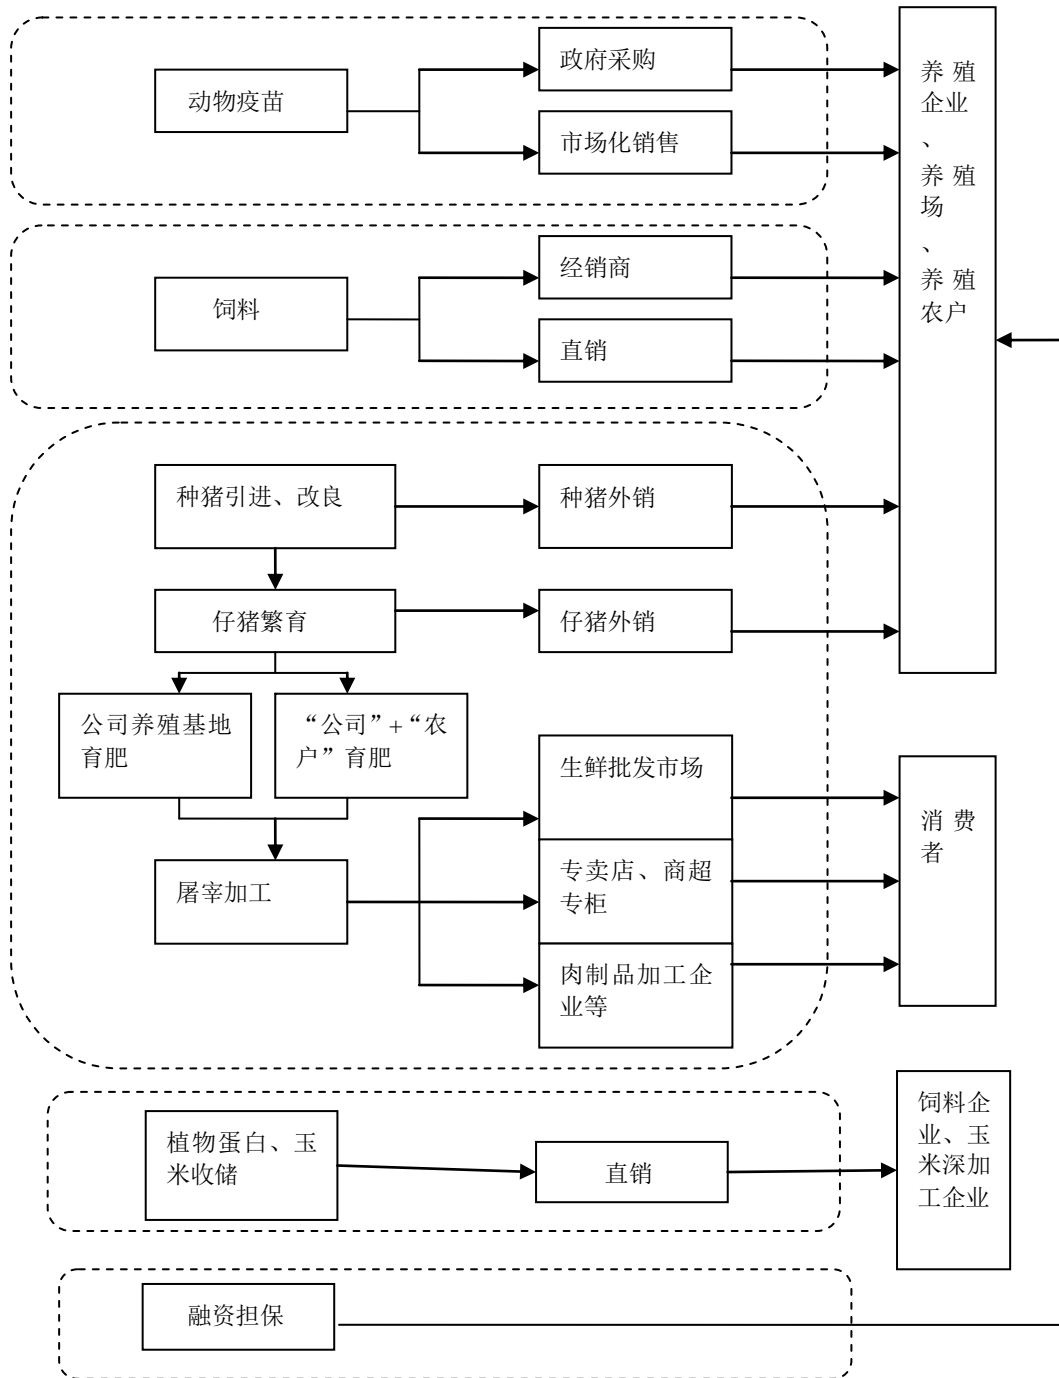 动物疫苗
政府采购
市场化销售
养殖
企业
、
养殖
场
、
养殖
农户
饲料
经销商
直销
种猪引进、改良
种猪外销
仔猪繁育
仔猪外销
公司养殖基地
育肥
“公司”+“农
户”育肥
生鲜批发市场
屠宰加工
专卖店、商超
专柜
肉制品加工企
业等
消费
者
植物蛋白、玉
米收储
直销
饲料企
业、玉
米深加
工企业
融资担保